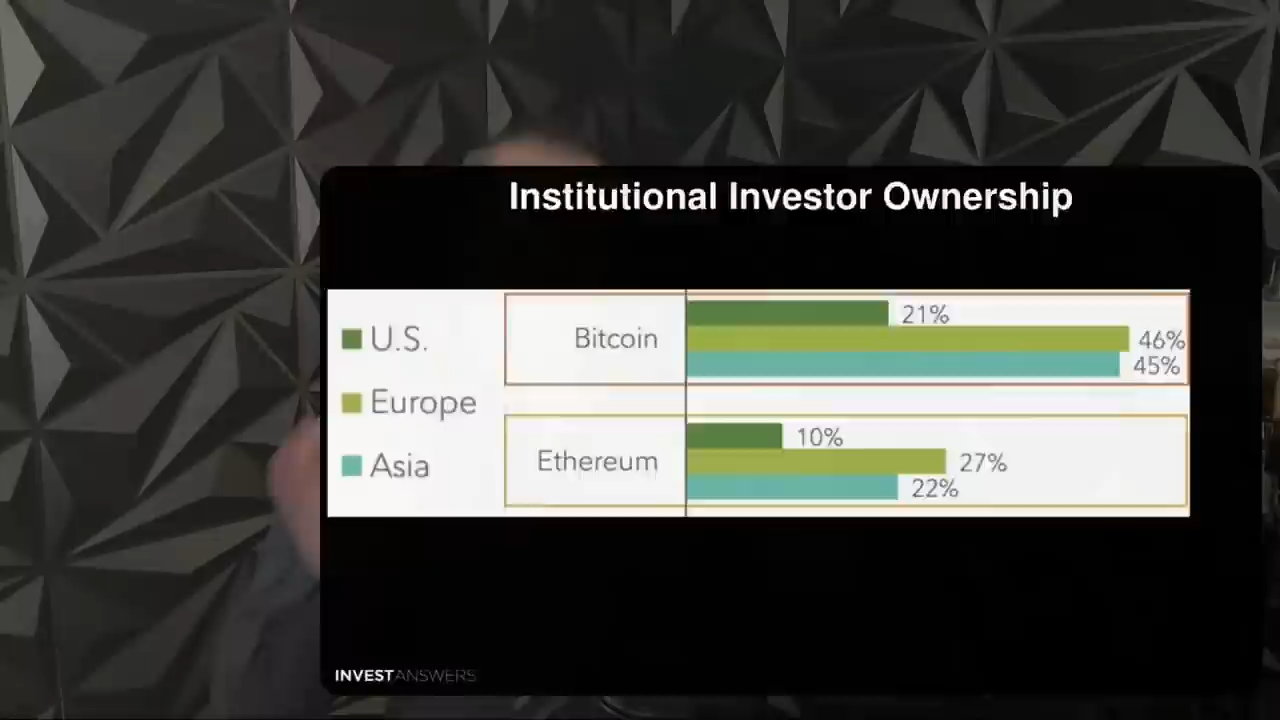 Institutional Investor Ownership
U.S.
Europe
Asia
Bitcoin
21%
46%
45%
Ethereum
10%
27%
22%
INVESTANSWERS